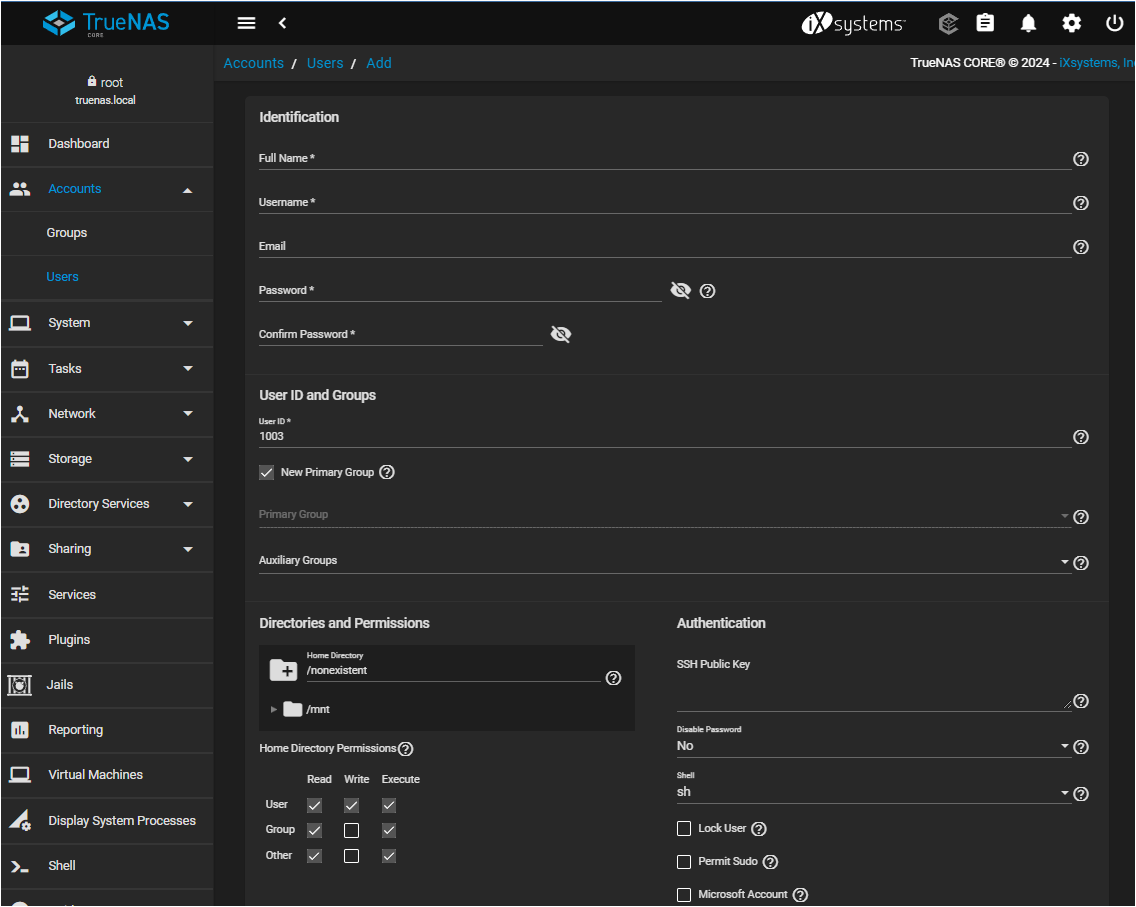 TrueNAS
CORE
iXsystems
Accounts / Users / Add
TrueNAS CORE® © 2024 - iXsystems, In
root
truenas.local
Dashboard
Accounts
Groups
Users
System
Tasks
Network
Storage
Directory Services
Sharing
Services
Plugins
Jails
Reporting
Virtual Machines
Display System Processes
Shell
Identification
Full Name *
Username *
Email
Password *
Confirm Password *
User ID and Groups
User ID *
1003
New Primary Group
Primary Group
Auxiliary Groups
Directories and Permissions
Home Directory
/nonexistent
/mnt
Home Directory Permissions
Read Write Execute
User
Group
Other
Authentication
SSH Public Key
Disable Password
No
Shell
sh
Lock User
Permit Sudo
Microsoft Account